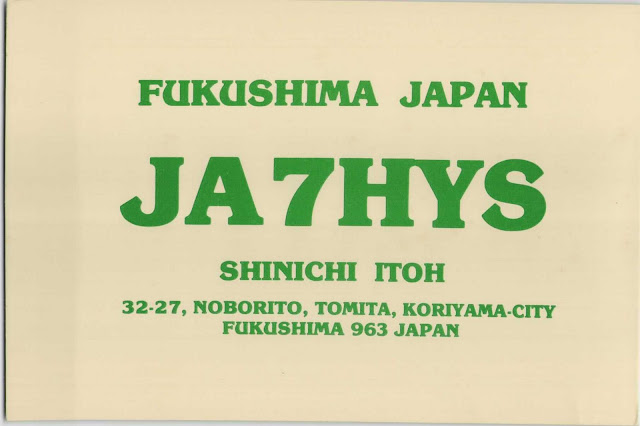 FUKUSHIMA JAPAN
JA7HYS
SHINICHI ITOH
32-27, NOBORITO, TOMITA, KORIYAMA-CITY
FUKUSHIMA 963 JAPAN